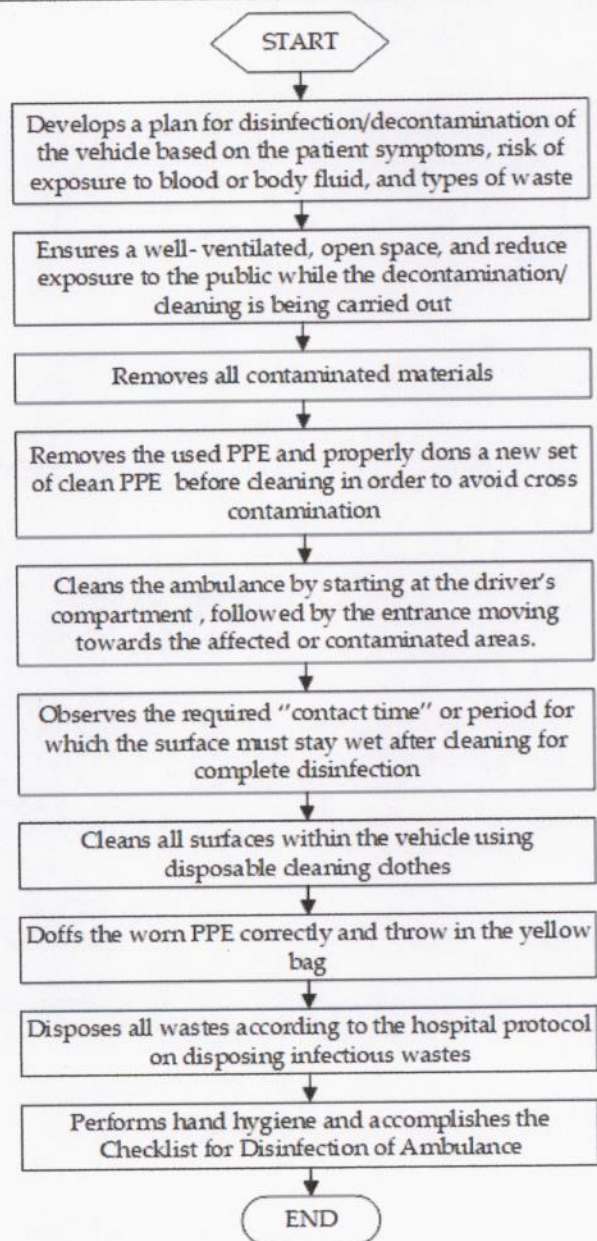 START
Develops a plan for disinfection/decontamination of
the vehicle based on the patient symptoms, risk of
exposure to blood or body fluid, and types of waste
Ensures a well- ventilated, open space, and reduce
exposure to the public while the decontamination/
cleaning is being carried out
Removes all contaminated materials
Removes the used PPE and properly dons a new set
of clean PPE before cleaning in order to avoid cross
contamination
Cleans the ambulance by starting at the driver's
compartment , followed by the entrance moving
towards the affected or contaminated areas.
Observes the required "contact time" or period for
which the surface must stay wet after cleaning for
complete disinfection
Cleans all surfaces within the vehicle using
disposable cleaning clothes
Doffs the worn PPE correctly and throw in the yellow
bag
Disposes all wastes according to the hospital protocol
on disposing infectious wastes
Performs hand hygiene and accomplishes the
Checklist for Disinfection of Ambulance
END